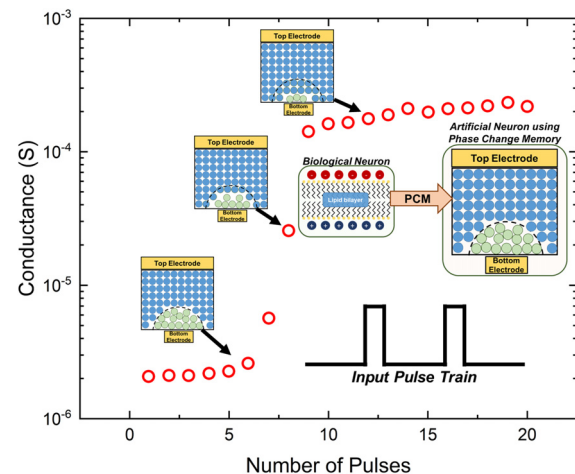 10⁻³
10⁻⁴
10⁻⁵
10⁻⁶
Conductance (S)
0
5
10
15
20
Number of Pulses
Top Electrode
Bottom
Electrode
Top Electrode
Bottom
Electrode
Top Electrode
Bottom
Electrode
Biological Neuron
Lipid bilayer
PCM
Artificial Neuron using
Phase Change Memory
Top Electrode
Bottom
Electrode
Input Pulse Train